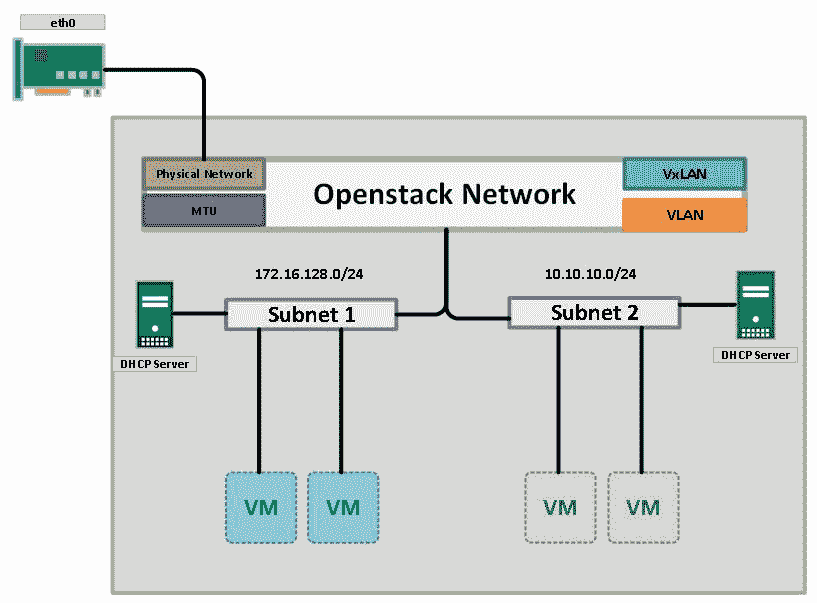 eth0
Physical Network
MTU
Openstack Network
VxLAN
VLAN
172.16.128.0/24
10.10.10.0/24
Subnet 1
Subnet 2
DHCP Server
DHCP Server
VM
VM
VM
VM